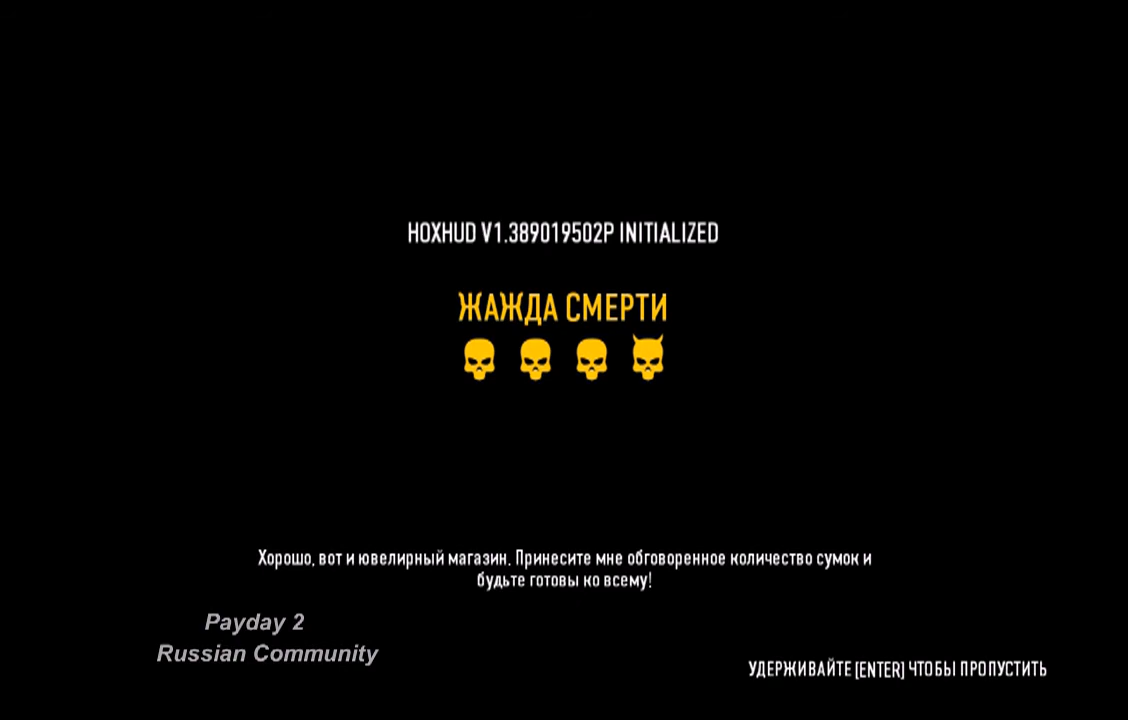 HOXHUD V1.389019502P INITIALIZED
ЖАЖДА СМЕРТИ
Хорошо, вот и ювелирный магазин. Принесите мне обговоренное количество сумок и
будьте готовы ко всему!
Payday 2
Russian Community
УДЕРЖИВАЙТЕ [ENTER] ЧТОБЫ ПРОПУСТИТЬ